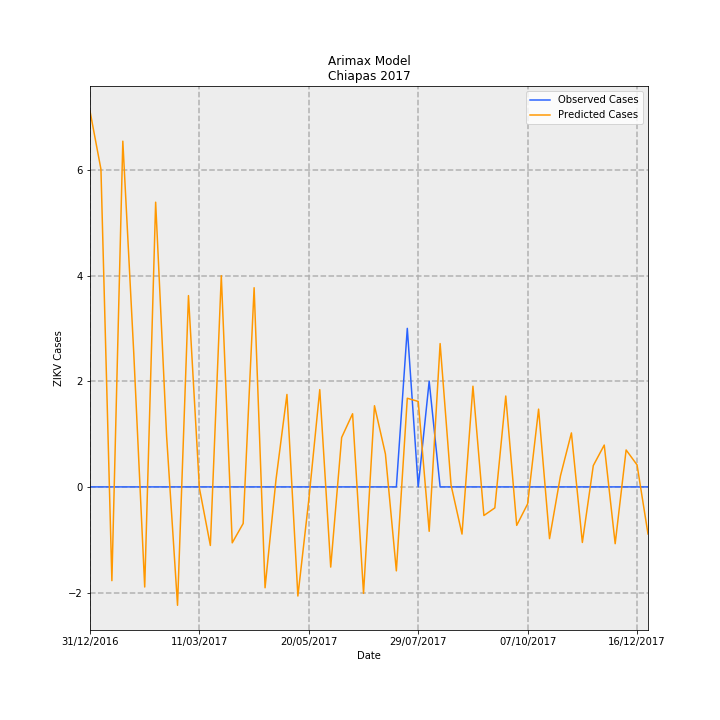 Arimax Model
Chiapas 2017
Observed Cases
Predicted Cases
ZIKV Cases
6
4
2
0
−2
31/12/2016
11/03/2017
20/05/2017
29/07/2017
07/10/2017
16/12/2017
Date